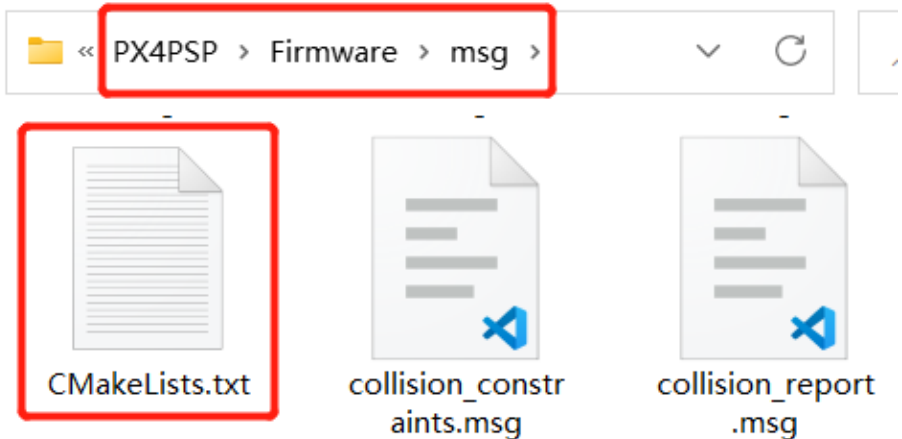 « PX4PSP > Firmware > msg >
CMakeLists.txt
collision_constr
aints.msg
collision_report
.msg